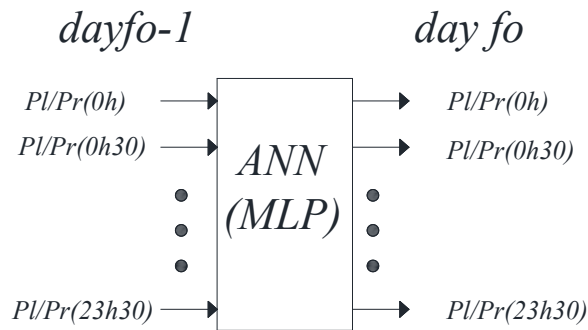 dayfo-1 day fo
Pl/Pr(0h) Pl/Pr(0h)
Pl/Pr(0h30) Pl/Pr(0h30)
ANN
(MLP)
Pl/Pr(23h30) Pl/Pr(23h30)